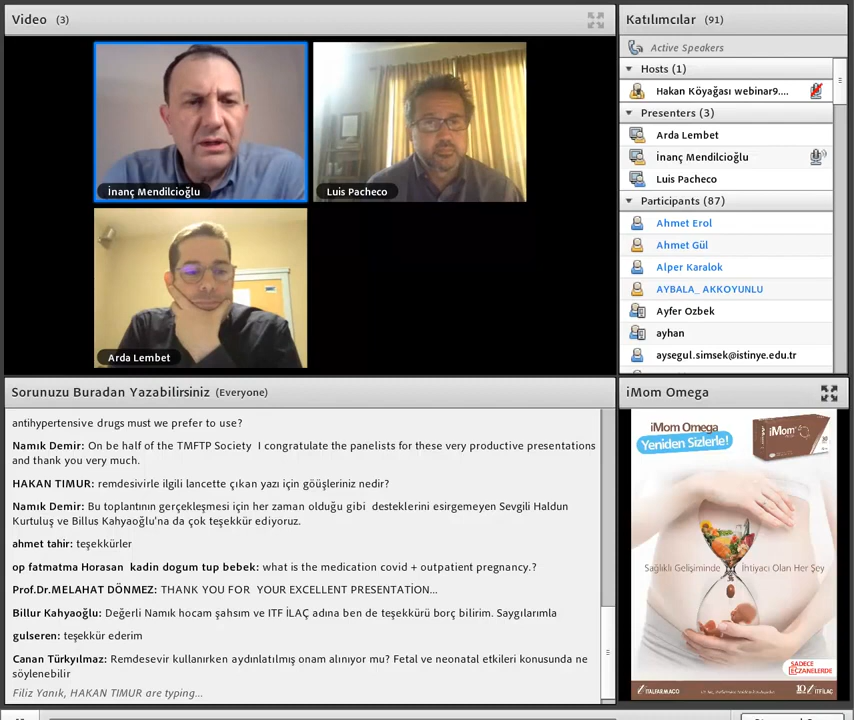 Video (3)
İnanç Mendilcioğlu
Luis Pacheco
Arda Lembet
Katılımcılar (91)
Active Speakers
Hosts (1)
Hakan Köyağası webinar9....
Presenters (3)
Arda Lembet
İnanç Mendilcioğlu
Luis Pacheco
Participants (87)
Ahmet Erol
Ahmet Gül
Alper Karalok
AYBALA_ AKKOYUNLU
Ayfer Ozbek
ayhan
aysegul.simsek@istinye.edu.tr
Sorunuzu Buradan Yazabilirsiniz (Everyone)
antihypertensive drugs must we prefer to use?
Namık Demir: On be half of the TMFTP Society I congratulate the panelists for these very productive presentations
and thank you very much.
HAKAN TIMUR: remdesivirle ilgili lancette çıkan yazı için göüşleriniz nedir?
Namık Demir: Bu toplantının gerçekleşmesi için her zaman olduğu gibi desteklerini esirgemeyen Sevgili Haldun
Kurtuluş ve Billus Kahyaoğlu'na da çok teşekkür ediyoruz.
ahmet tahir: teşekkürler
op fatmatma Horasan kadin dogum tup bebek: what is the medication covid + outpatient pregnancy.?
Prof.Dr.MELAHAT DÖNMEZ: THANK YOU FOR YOUR EXCELLENT PRESENTATİON...
Billur Kahyaoğlu: Değerli Namık hocam şahsım ve ITF İLAÇ adına ben de teşekkürü borç bilirim. Saygılarımla
gulseren: teşekkür ederim
Canan Türkyılmaz: Remdesevir kullanırken aydınlatılmış onam alınıyor mu? Fetal ve neonatal etkileri konusunda ne
söylenebilir
Filiz Yanık, HAKAN TIMUR are typing...
iMom Omega
iMom Omega
Yeniden Sizlerle!
iMom
Sağlıklı Gelişiminde İhtiyacı Olan Her Şey
SADECE
ECZANELERDE
ITALFARMACO
ITFİLAÇ